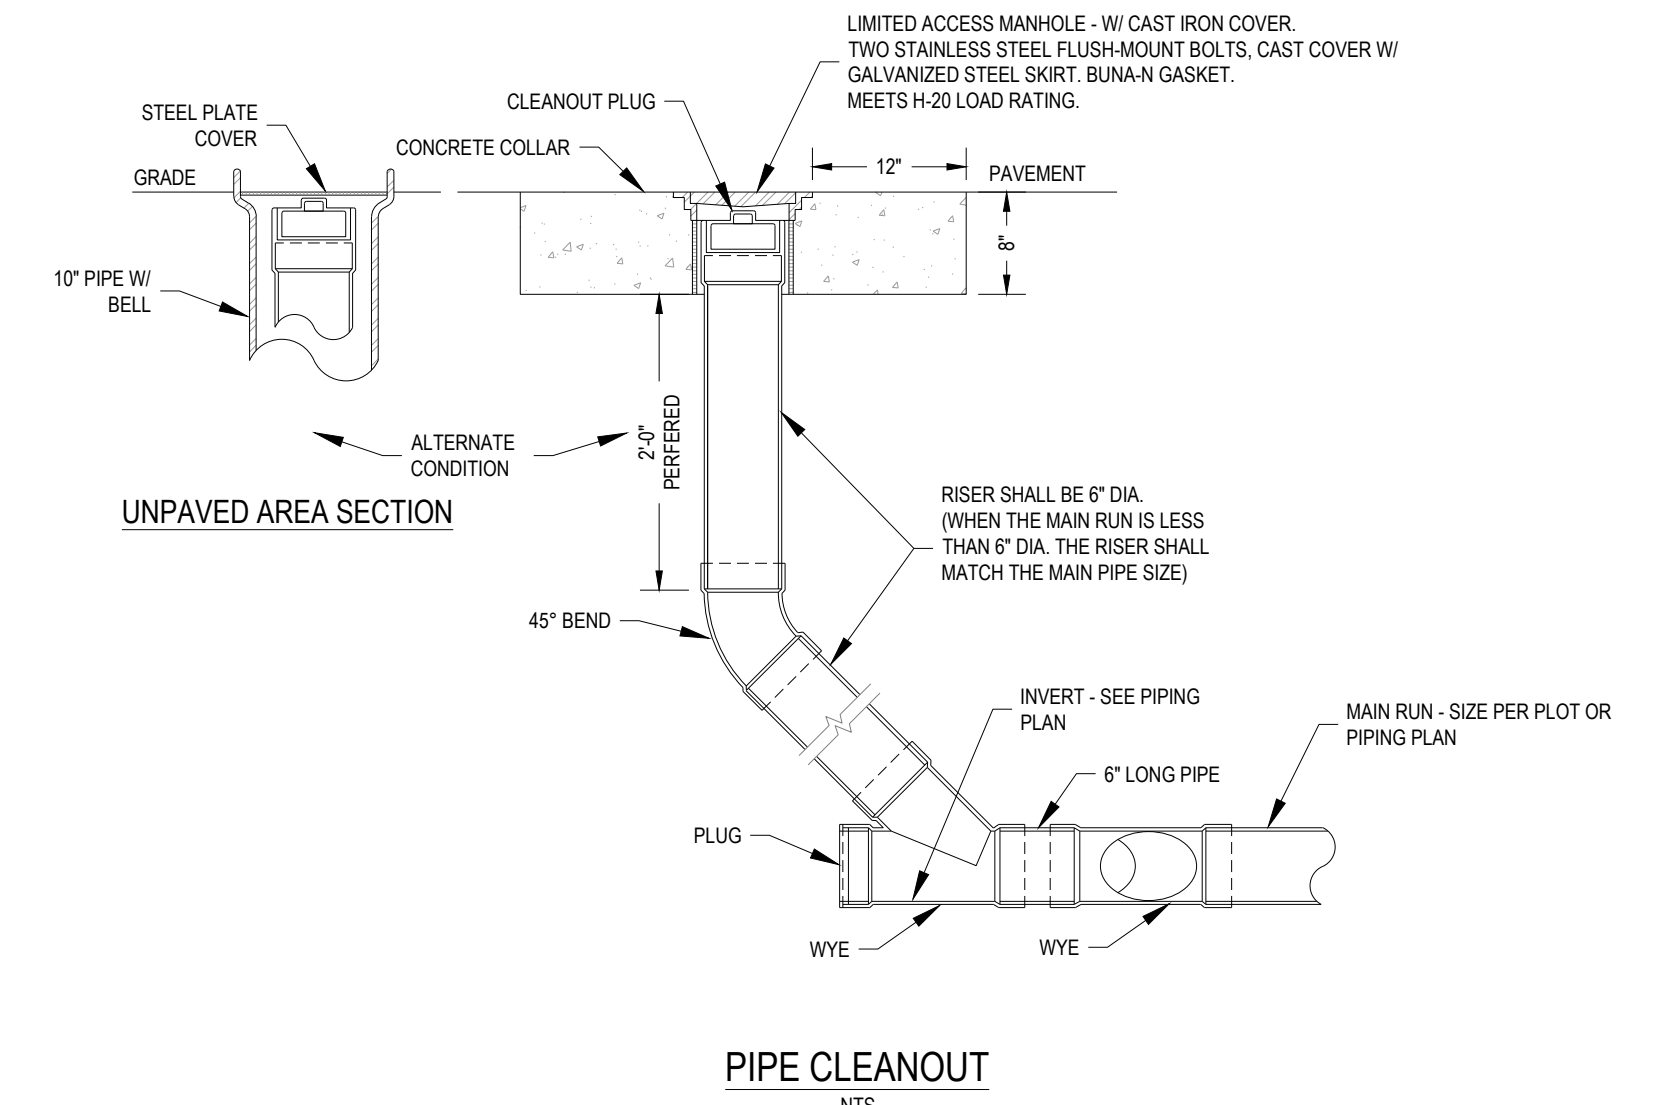 LIMITED ACCESS MANHOLE - W/ CAST IRON COVER.
TWO STAINLESS STEEL FLUSH-MOUNT BOLTS, CAST COVER W/
GALVANIZED STEEL SKIRT. BUNA-N GASKET.
MEETS H-20 LOAD RATING.
CLEANOUT PLUG
STEEL PLATE
COVER
CONCRETE COLLAR
12"
PAVEMENT
GRADE
8"
10" PIPE W/
BELL
2'-0"
PERFERED
ALTERNATE
CONDITION
UNPAVED AREA SECTION
RISER SHALL BE 6" DIA.
(WHEN THE MAIN RUN IS LESS
THAN 6" DIA. THE RISER SHALL
MATCH THE MAIN PIPE SIZE)
45° BEND
INVERT - SEE PIPING
PLAN
MAIN RUN - SIZE PER PLOT OR
PIPING PLAN
6" LONG PIPE
PLUG
WYE
WYE
PIPE CLEANOUT
NTS